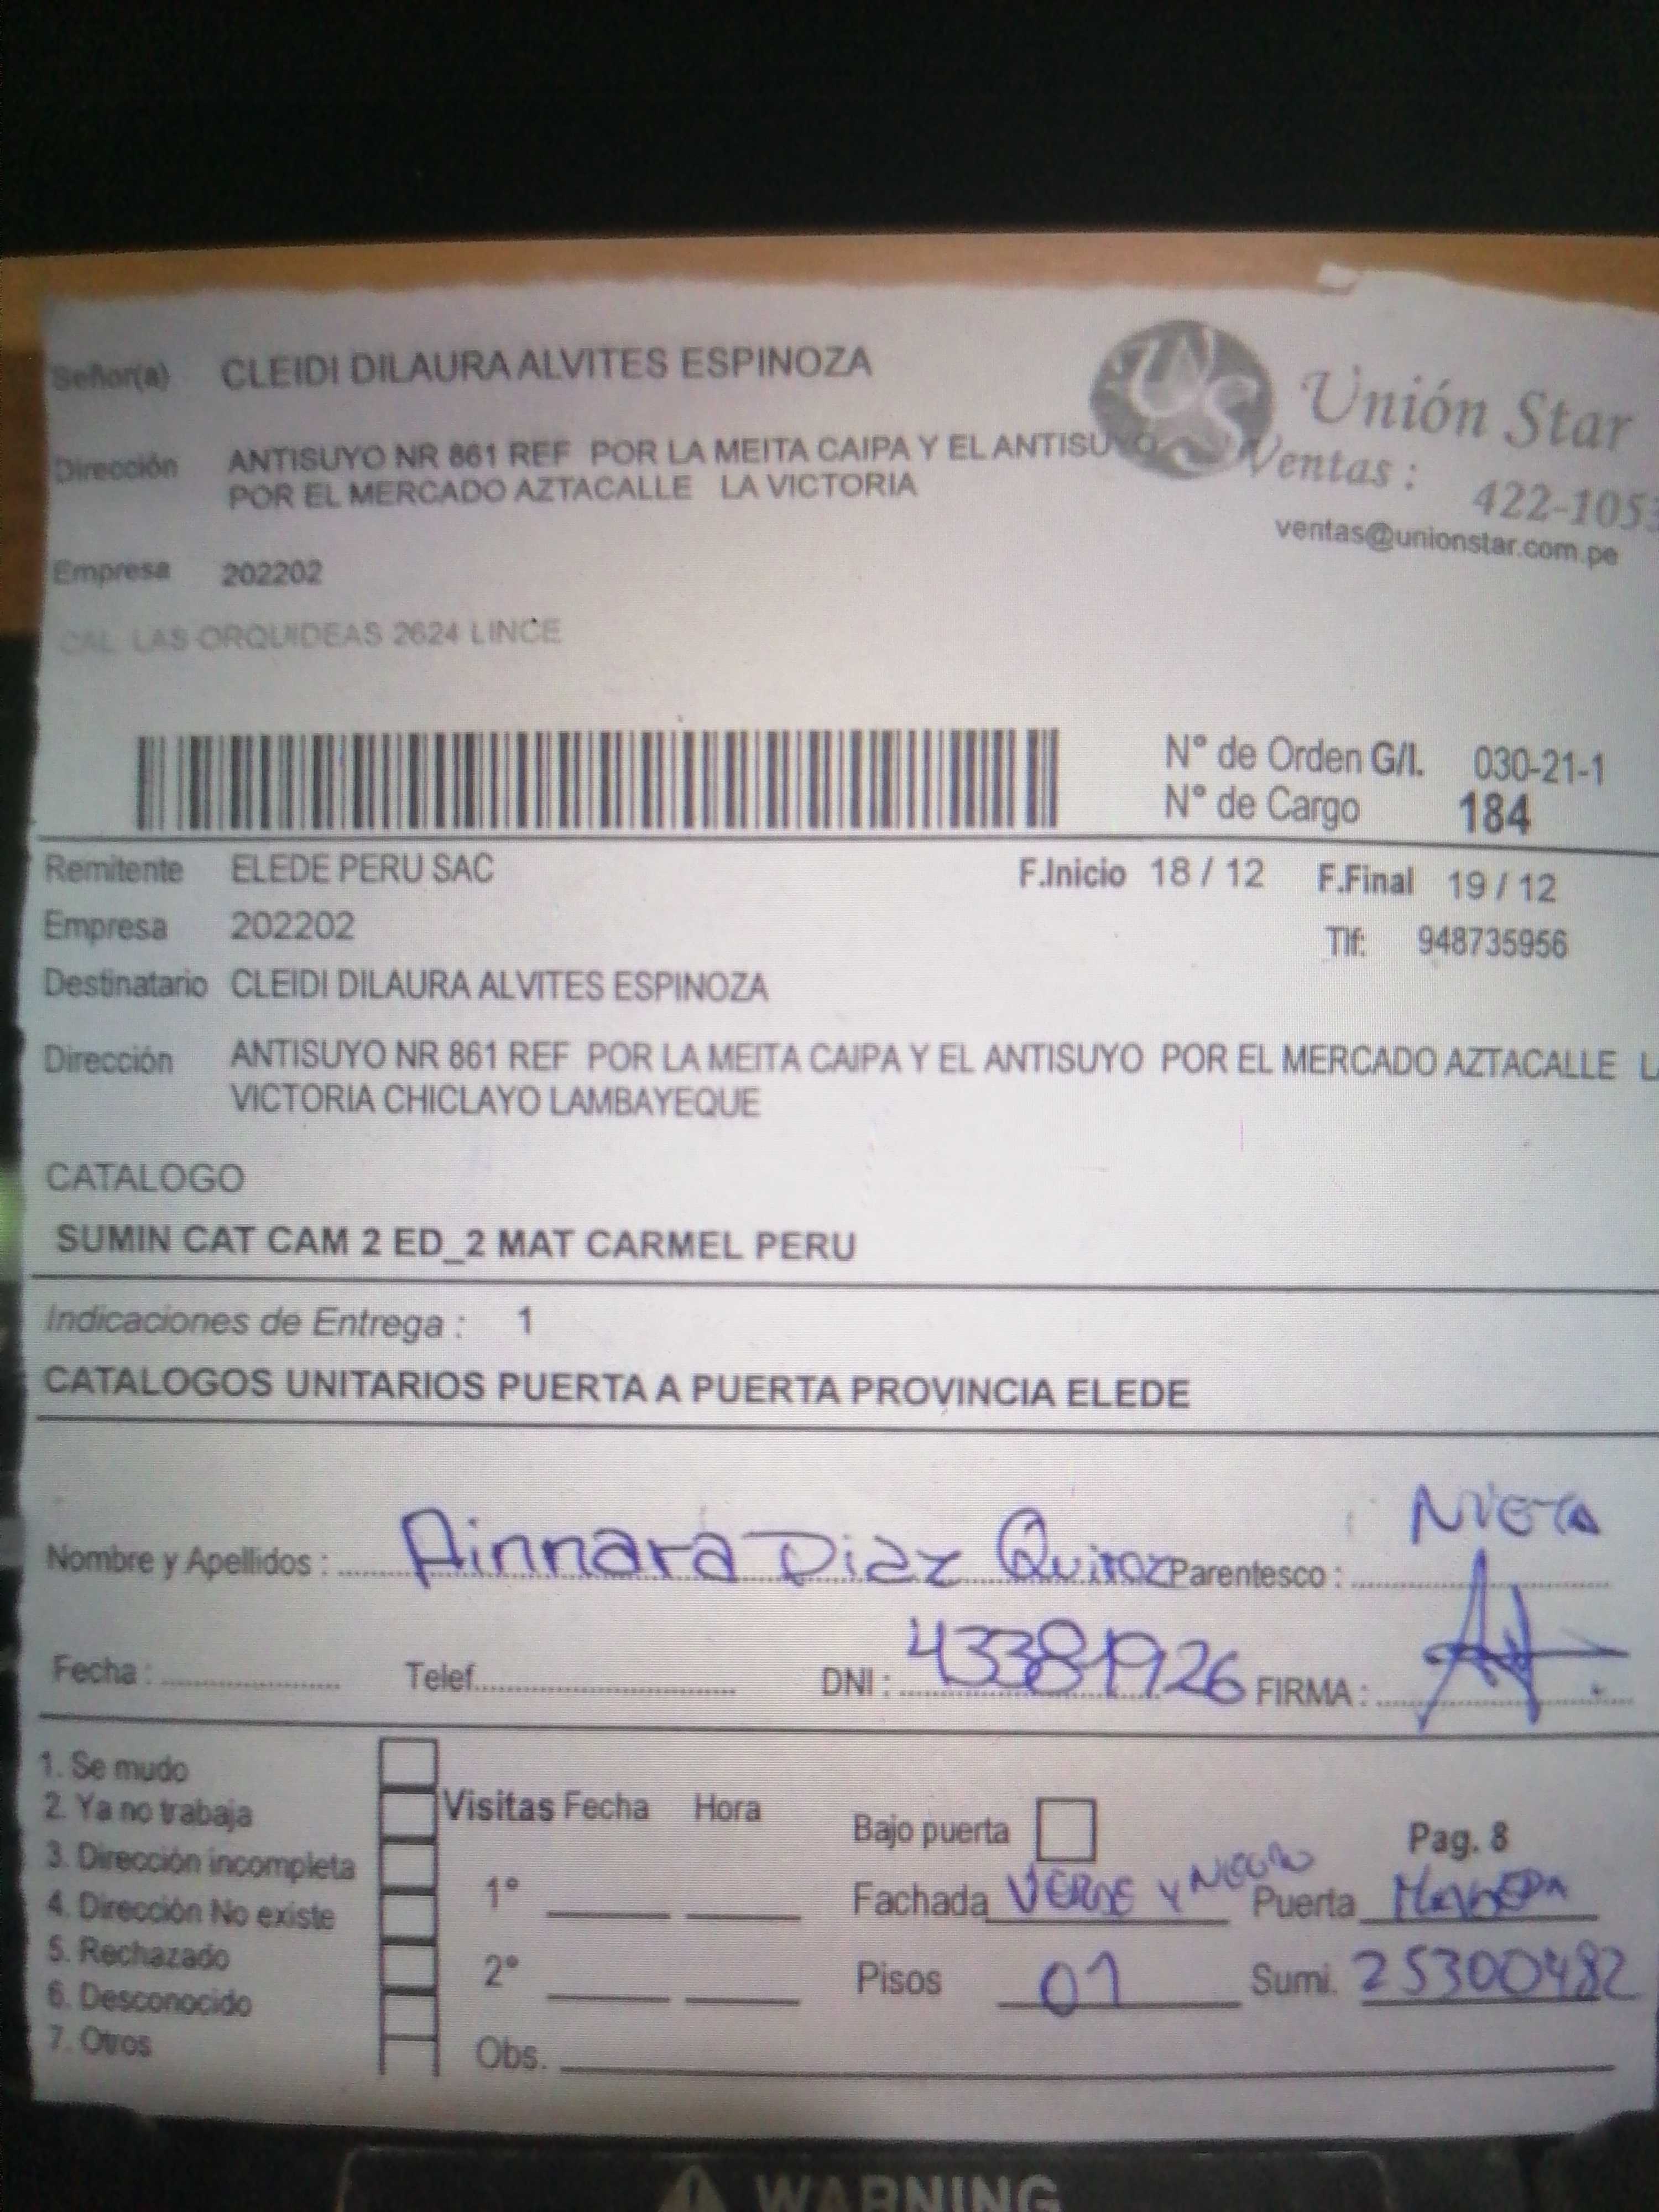 Señor(a) CLEIDI DILAURA ALVITES ESPINOZA
Unión Star
Dirección ANTISUYO NR 861 REF POR LA MEITA CAIPA Y EL ANTISUYO
POR EL MERCADO AZTACALLE LA VICTORIA
Ventas : 422-1053
ventas@unionstar.com.pe
Empresa 202202
CAL LAS ORQUIDEAS 2624 LINCE
N° de Orden G/I. 030-21-1
N° de Cargo 184
Remitente ELEDE PERU SAC F.Inicio 18 / 12 F.Final 19 / 12
Empresa 202202 Tlf: 948735956
Destinatario CLEIDI DILAURA ALVITES ESPINOZA
Dirección ANTISUYO NR 861 REF POR LA MEITA CAIPA Y EL ANTISUYO POR EL MERCADO AZTACALLE L
VICTORIA CHICLAYO LAMBAYEQUE
CATALOGO
SUMIN CAT CAM 2 ED_2 MAT CARMEL PERU
Indicaciones de Entrega : 1
CATALOGOS UNITARIOS PUERTA A PUERTA PROVINCIA ELEDE
Nombre y Apellidos : Ainnara Diaz Quiroz Parentesco : NIETA
Fecha : Telef. DNI : 43381926 FIRMA :
1. Se mudo
2. Ya no trabaja
3. Dirección incompleta
4. Dirección No existe
5. Rechazado
6. Desconocido
7. Otros
Visitas Fecha Hora
1°
2°
Obs.
Bajo puerta Pag. 8
Fachada VERDE Y NEGRO Puerta
Pisos 01 Sumi. 25300482
WARNING